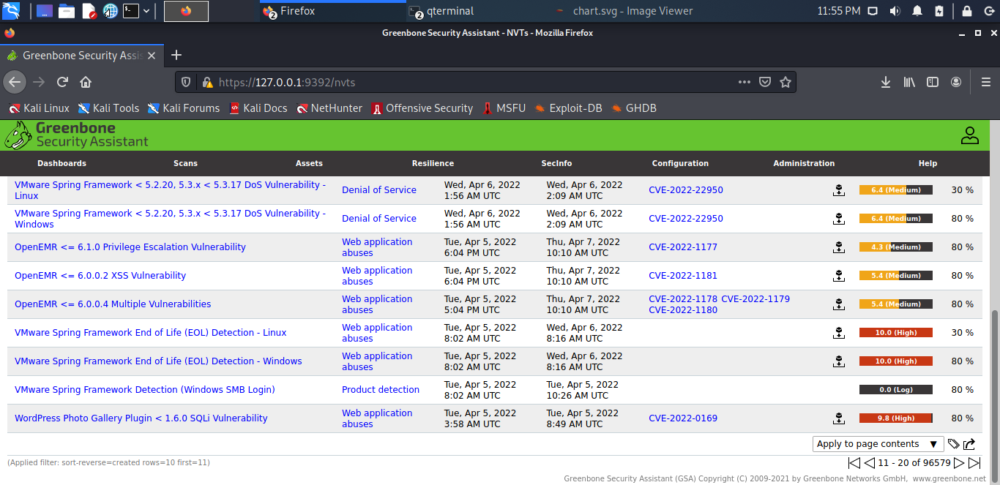 Firefox
qterminal
chart.svg - Image Viewer
11:55 PM
2
2
Greenbone Security Assistant - NVTs - Mozilla Firefox
Greenbone Security Assis
https://127.0.0.1:9392/nvts
Kali Linux
Kali Tools
Kali Forums
Kali Docs
NetHunter
Offensive Security
MSFU
Exploit-DB
GHDB
Greenbone
Security Assistant
Dashboards
Scans
Assets
Resilience
SecInfo
Configuration
Administration
Help
VMware Spring Framework < 5.2.20, 5.3.x < 5.3.17 DoS Vulnerability -
Linux
Denial of Service
Wed, Apr 6, 2022
1:56 AM UTC
Wed, Apr 6, 2022
2:09 AM UTC
CVE-2022-22950
6.4 (Medium)
30 %
VMware Spring Framework < 5.2.20, 5.3.x < 5.3.17 DoS Vulnerability -
Windows
Denial of Service
Wed, Apr 6, 2022
1:56 AM UTC
Wed, Apr 6, 2022
2:09 AM UTC
CVE-2022-22950
6.4 (Medium)
80 %
OpenEMR <= 6.1.0 Privilege Escalation Vulnerability
Web application
abuses
Tue, Apr 5, 2022
6:04 PM UTC
Thu, Apr 7, 2022
10:10 AM UTC
CVE-2022-1177
4.3 (Medium)
80 %
OpenEMR <= 6.0.0.2 XSS Vulnerability
Web application
abuses
Tue, Apr 5, 2022
6:04 PM UTC
Thu, Apr 7, 2022
10:10 AM UTC
CVE-2022-1181
5.4 (Medium)
80 %
OpenEMR <= 6.0.0.4 Multiple Vulnerabilities
Web application
abuses
Tue, Apr 5, 2022
5:04 PM UTC
Thu, Apr 7, 2022
10:10 AM UTC
CVE-2022-1178 CVE-2022-1179
CVE-2022-1180
5.4 (Medium)
80 %
VMware Spring Framework End of Life (EOL) Detection - Linux
Web application
abuses
Tue, Apr 5, 2022
8:02 AM UTC
Wed, Apr 6, 2022
8:16 AM UTC
10.0 (High)
30 %
VMware Spring Framework End of Life (EOL) Detection - Windows
Web application
abuses
Tue, Apr 5, 2022
8:02 AM UTC
Wed, Apr 6, 2022
8:16 AM UTC
10.0 (High)
80 %
VMware Spring Framework Detection (Windows SMB Login)
Product detection
Tue, Apr 5, 2022
8:02 AM UTC
Tue, Apr 5, 2022
10:26 AM UTC
0.0 (Log)
80 %
WordPress Photo Gallery Plugin < 1.6.0 SQLi Vulnerability
Web application
abuses
Tue, Apr 5, 2022
3:58 AM UTC
Tue, Apr 5, 2022
8:49 AM UTC
CVE-2022-0169
9.8 (High)
80 %
Apply to page contents
(Applied filter: sort-reverse=created rows=10 first=11)
11 - 20 of 96579
Greenbone Security Assistant (GSA) Copyright (C) 2009-2021 by Greenbone Networks GmbH, www.greenbone.net